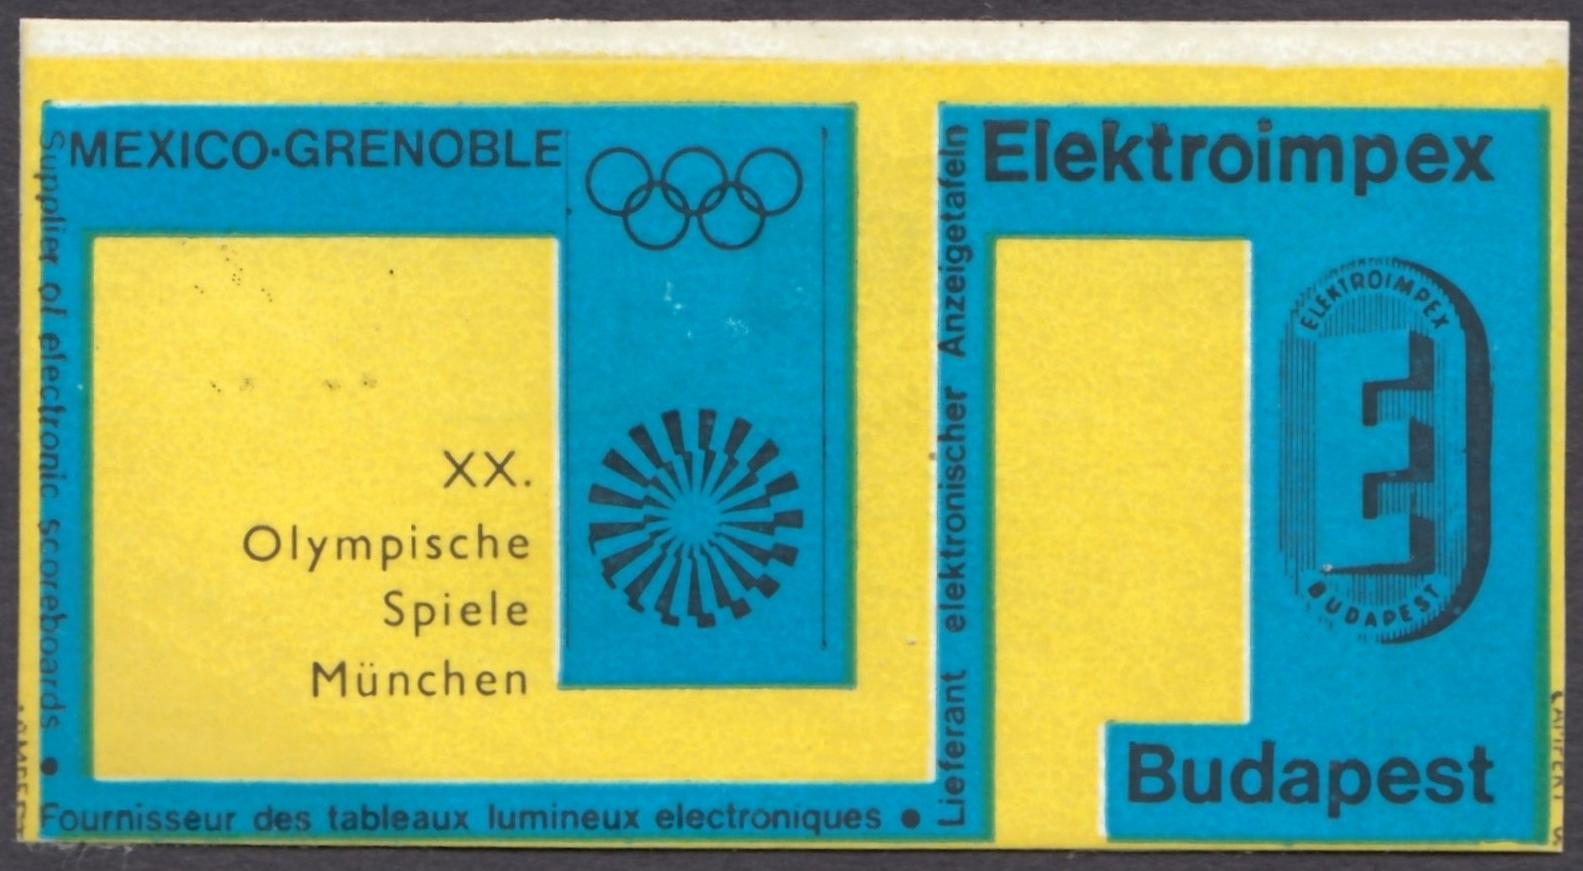 MEXICO·GRENOBLE
XX.
Olympische
Spiele
München
Supplier of electronic scoreboards •
Fournisseur des tableaux lumineux electroniques •
Lieferant elektronischer Anzeigetafeln
Elektroimpex
ELEKTROIMPEX
E
BUDAPEST
Budapest